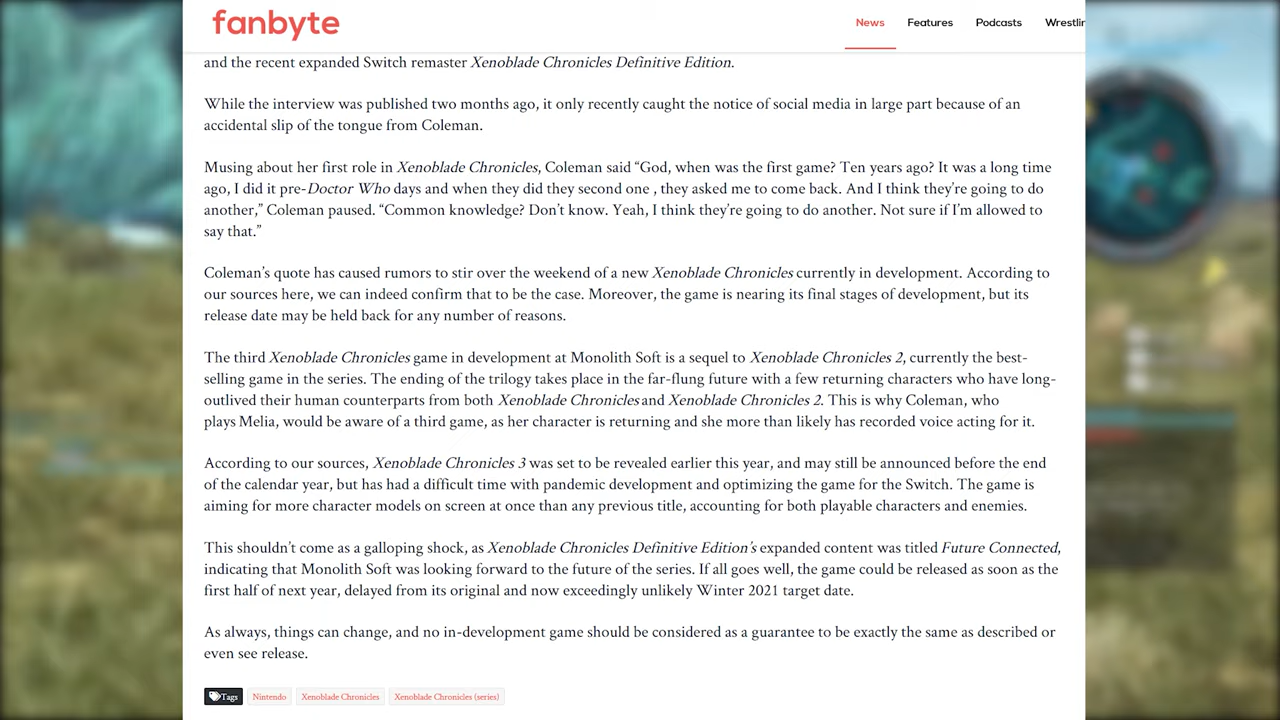 fanbyte
News Features Podcasts Wrestlin
and the recent expanded Switch remaster Xenoblade Chronicles Definitive Edition.
While the interview was published two months ago, it only recently caught the notice of social media in large part because of an
accidental slip of the tongue from Coleman.
Musing about her first role in Xenoblade Chronicles, Coleman said “God, when was the first game? Ten years ago? It was a long time
ago, I did it pre-Doctor Who days and when they did they second one , they asked me to come back. And I think they’re going to do
another,” Coleman paused. “Common knowledge? Don’t know. Yeah, I think they’re going to do another. Not sure if I’m allowed to
say that.”
Coleman’s quote has caused rumors to stir over the weekend of a new Xenoblade Chronicles currently in development. According to
our sources here, we can indeed confirm that to be the case. Moreover, the game is nearing its final stages of development, but its
release date may be held back for any number of reasons.
The third Xenoblade Chronicles game in development at Monolith Soft is a sequel to Xenoblade Chronicles 2, currently the best-
selling game in the series. The ending of the trilogy takes place in the far-flung future with a few returning characters who have long-
outlived their human counterparts from both Xenoblade Chronicles and Xenoblade Chronicles 2. This is why Coleman, who
plays Melia, would be aware of a third game, as her character is returning and she more than likely has recorded voice acting for it.
According to our sources, Xenoblade Chronicles 3 was set to be revealed earlier this year, and may still be announced before the end
of the calendar year, but has had a difficult time with pandemic development and optimizing the game for the Switch. The game is
aiming for more character models on screen at once than any previous title, accounting for both playable characters and enemies.
This shouldn’t come as a galloping shock, as Xenoblade Chronicles Definitive Edition’s expanded content was titled Future Connected,
indicating that Monolith Soft was looking forward to the future of the series. If all goes well, the game could be released as soon as the
first half of next year, delayed from its original and now exceedingly unlikely Winter 2021 target date.
As always, things can change, and no in-development game should be considered as a guarantee to be exactly the same as described or
even see release.
Tags Nintendo Xenoblade Chronicles Xenoblade Chronicles (series)